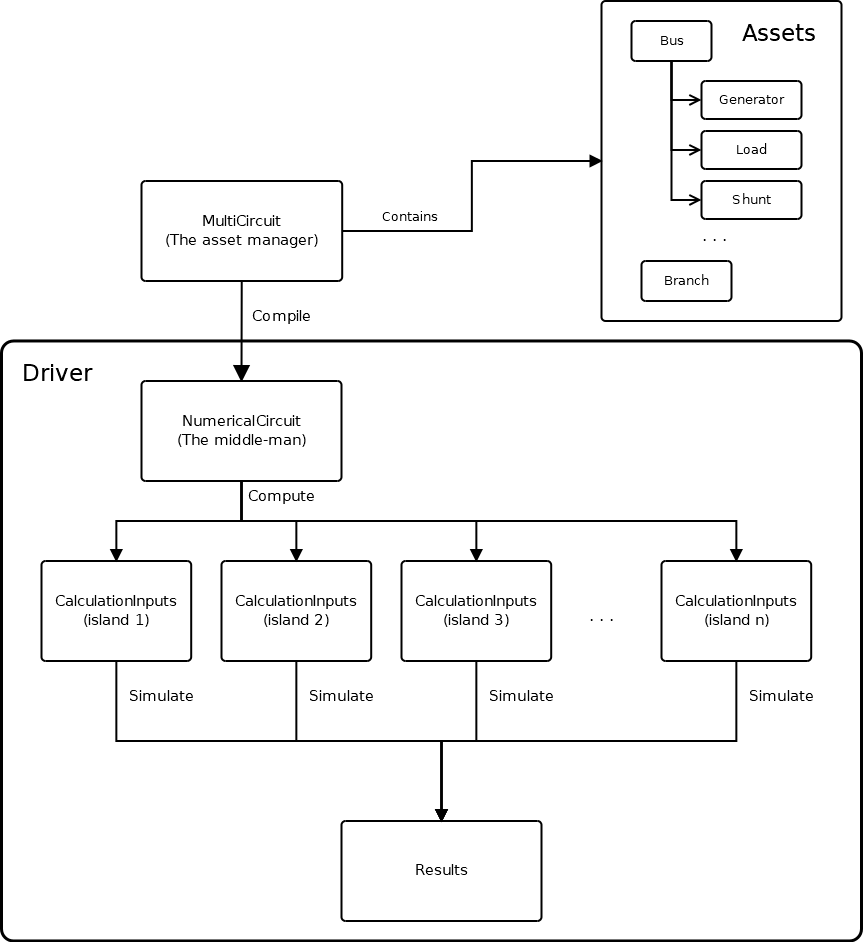 Bus
Assets
Generator
Load
Shunt
. . .
Branch
MultiCircuit
(The asset manager)
Contains
Compile
Driver
NumericalCircuit
(The middle-man)
Compute
CalculationInputs
(island 1)
CalculationInputs
(island 2)
CalculationInputs
(island 3)
. . .
CalculationInputs
(island n)
Simulate
Simulate
Simulate
Simulate
Results